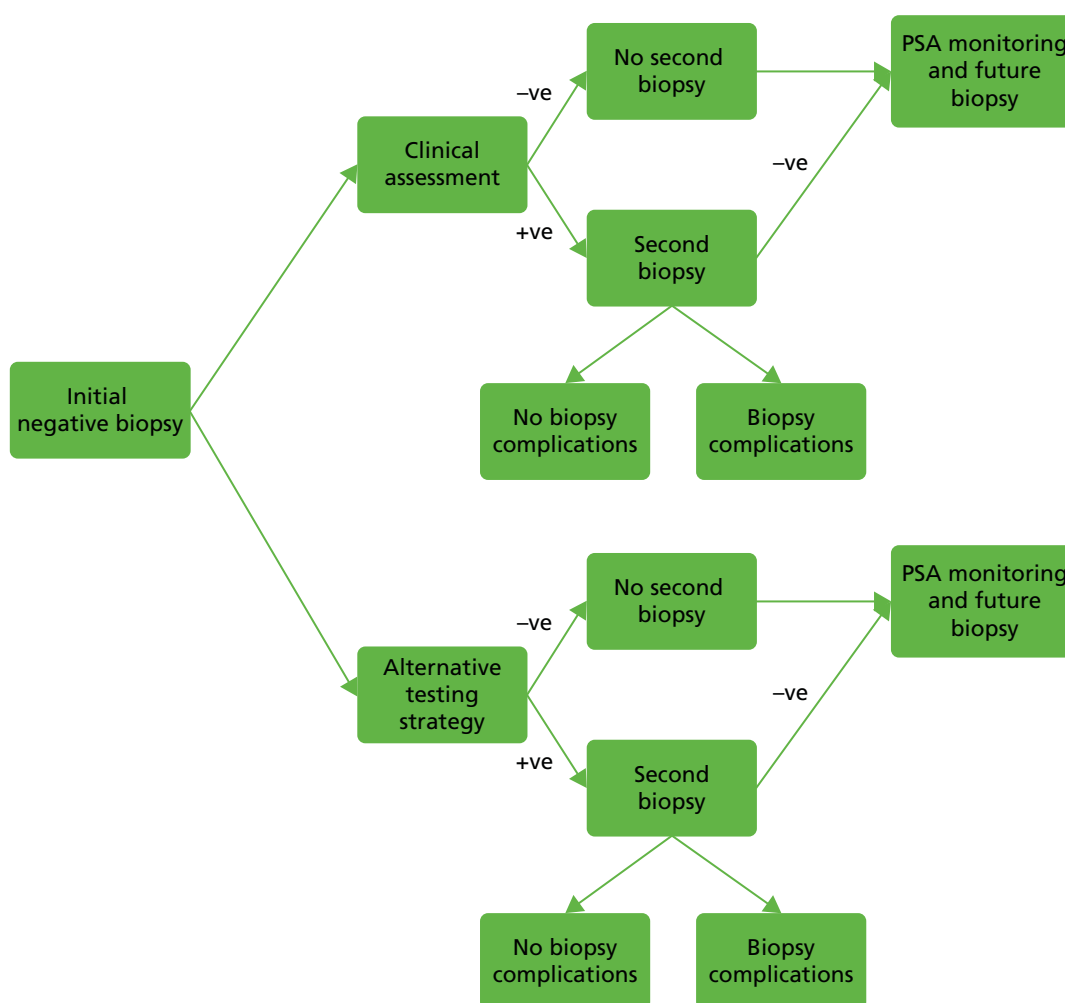 No second
biopsy
PSA monitoring
and future
biopsy
–ve
Clinical
assessment
–ve
+ve
Second
biopsy
Initial
negative biopsy
No biopsy
complications
Biopsy
complications
No second
biopsy
PSA monitoring
and future
biopsy
–ve
Alternative
testing
strategy
–ve
+ve
Second
biopsy
No biopsy
complications
Biopsy
complications